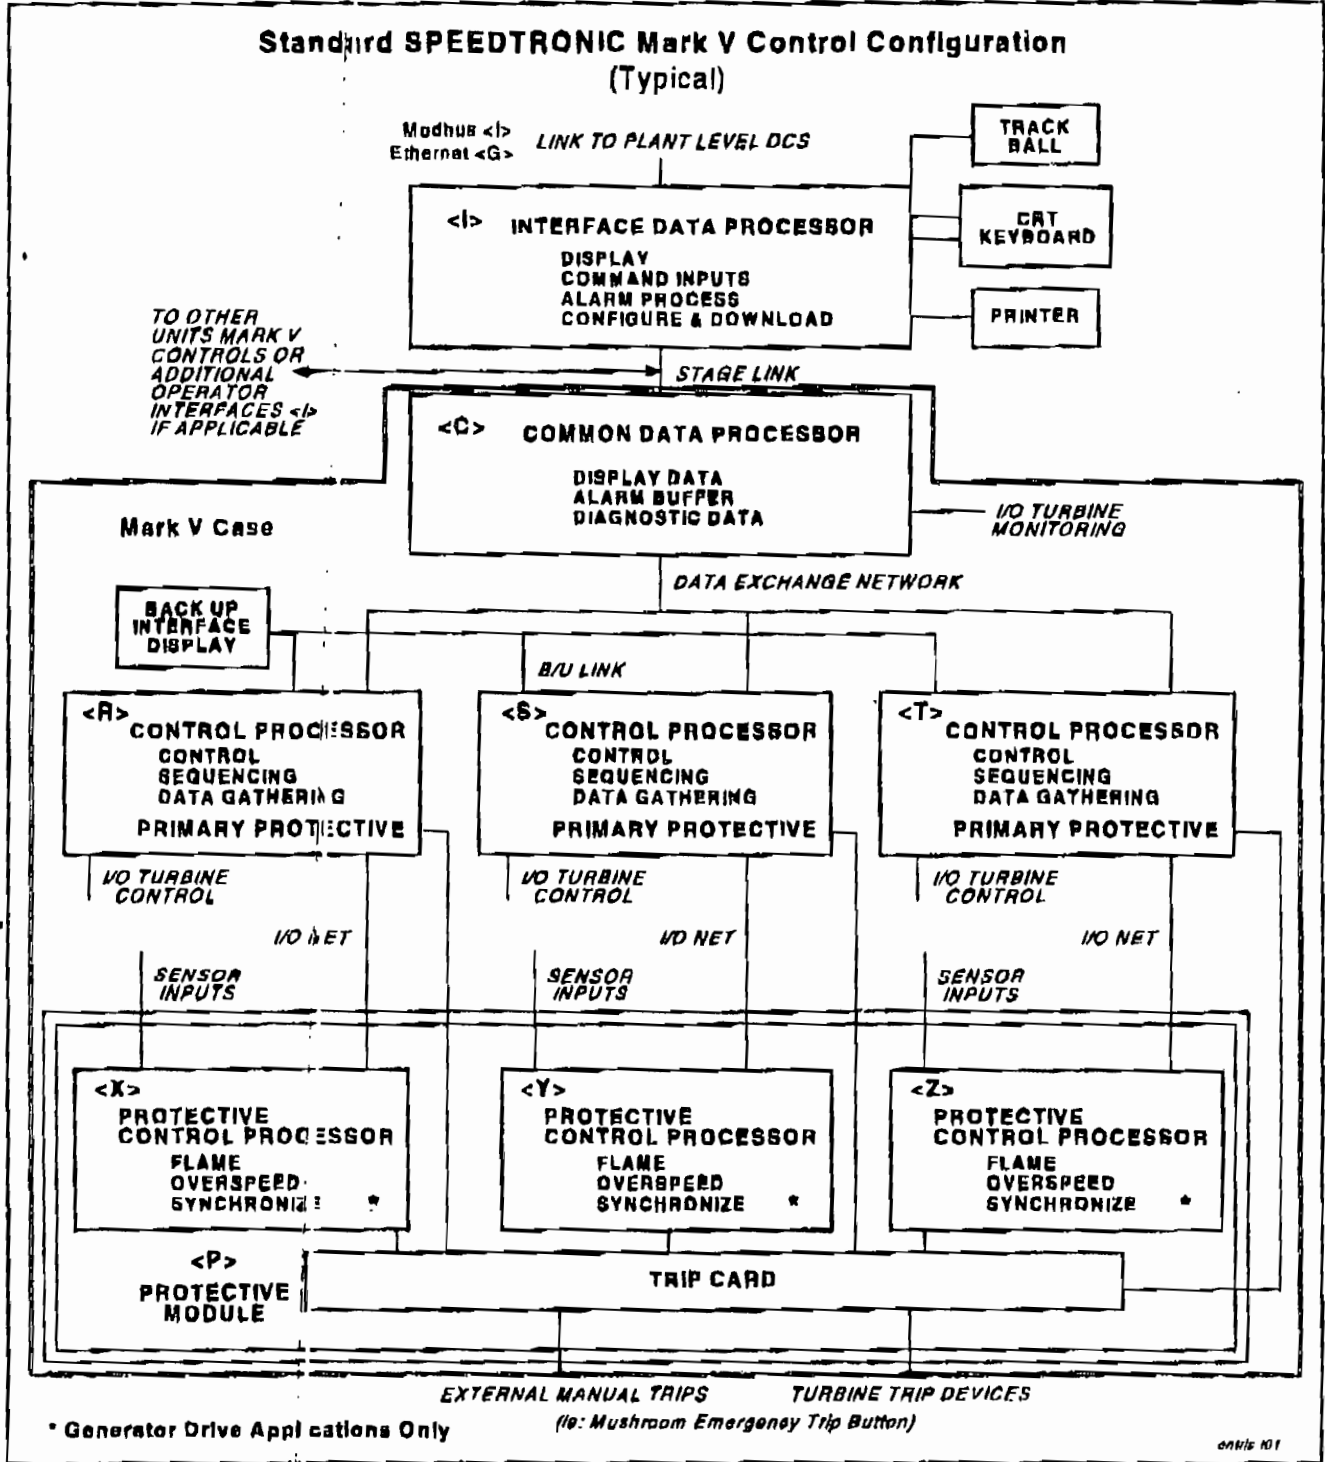 Standard SPEEDTRONIC Mark V Control Configuration
(Typical)
Modbus <I>
Ethernet <G>
LINK TO PLANT LEVEL DCS
TRACK
BALL
<I> INTERFACE DATA PROCESSOR
DISPLAY
COMMAND INPUTS
ALARM PROCESS
CONFIGURE & DOWNLOAD
CRT
KEYBOARD
PRINTER
TO OTHER
UNITS MARK V
CONTROLS OR
ADDITIONAL
OPERATOR
INTERFACES <I>
IF APPLICABLE
STAGE LINK
<C> COMMON DATA PROCESSOR
DISPLAY DATA
ALARM BUFFER
DIAGNOSTIC DATA
I/O TURBINE
MONITORING
Mark V Case
DATA EXCHANGE NETWORK
BACK UP
INTERFACE
DISPLAY
B/U LINK
<R>
CONTROL PROCESSOR
CONTROL
SEQUENCING
DATA GATHERING
PRIMARY PROTECTIVE
<S>
CONTROL PROCESSOR
CONTROL
SEQUENCING
DATA GATHERING
PRIMARY PROTECTIVE
<T>
CONTROL PROCESSOR
CONTROL
SEQUENCING
DATA GATHERING
PRIMARY PROTECTIVE
I/O TURBINE
CONTROL
I/O TURBINE
CONTROL
I/O TURBINE
CONTROL
I/O NET
I/O NET
I/O NET
SENSOR
INPUTS
SENSOR
INPUTS
SENSOR
INPUTS
<X>
PROTECTIVE
CONTROL PROCESSOR
FLAME
OVERSPEED
SYNCHRONIZE *
<Y>
PROTECTIVE
CONTROL PROCESSOR
FLAME
OVERSPEED
SYNCHRONIZE *
<Z>
PROTECTIVE
CONTROL PROCESSOR
FLAME
OVERSPEED
SYNCHRONIZE *
<P>
PROTECTIVE
MODULE
TRIP CARD
EXTERNAL MANUAL TRIPS
TURBINE TRIP DEVICES
(Ie: Mushroom Emergency Trip Button)
* Generator Drive Applications Only